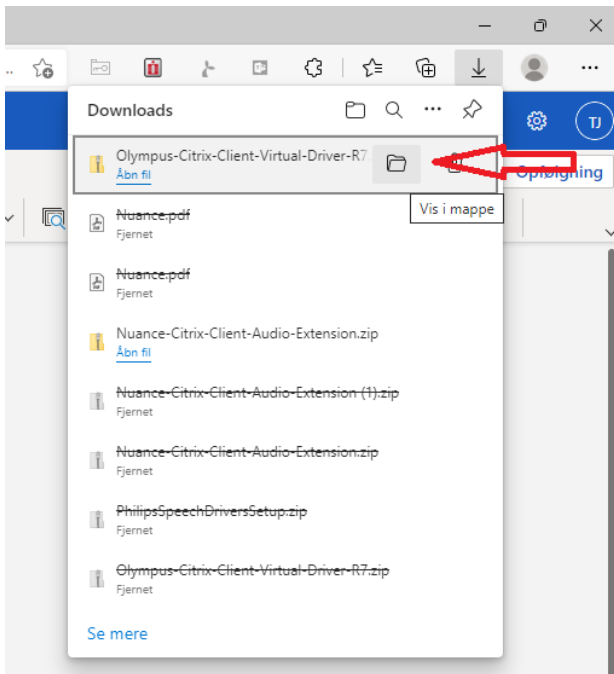 Downloads
TJ
Olympus-Citrix-Client-Virtual-Driver-R7
Åbn fil
Opfølgning
Vis i mappe
Nuance.pdf
Fjernet
Nuance.pdf
Fjernet
Nuance-Citrix-Client-Audio-Extension.zip
Åbn fil
Nuance-Citrix-Client-Audio-Extension (1).zip
Fjernet
Nuance-Citrix-Client-Audio-Extension.zip
Fjernet
PhilipsSpeechDriversSetup.zip
Fjernet
Olympus-Citrix-Client-Virtual-Driver-R7.zip
Fjernet
Se mere